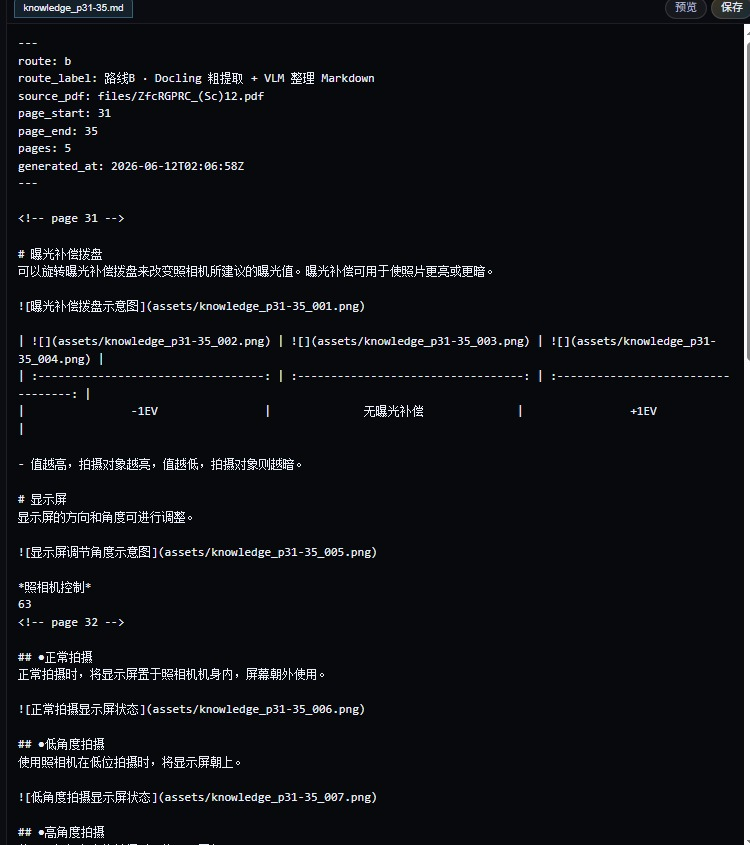 knowledge_p31-35.md
预览
保存
---
route: b
route_label: 路线B · Docling 粗提取 + VLM 整理 Markdown
source_pdf: files/ZfcRGPRC_(Sc)12.pdf
page_start: 31
page_end: 35
pages: 5
generated_at: 2026-06-12T02:06:58Z
---
<!-- page 31 -->
# 曝光补偿拨盘
可以旋转曝光补偿拨盘来改变照相机所建议的曝光值。曝光补偿可用于使照片更亮或更暗。
![曝光补偿拨盘示意图](assets/knowledge_p31-35_001.png)
| ![](assets/knowledge_p31-35_002.png) | ![](assets/knowledge_p31-35_003.png) | ![](assets/knowledge_p31-
35_004.png) |
| :---------------------------------: | :---------------------------------: | :--------------------------
-------: |
| -1EV | 无曝光补偿 | +1EV
|
- 值越高，拍摄对象越亮，值越低，拍摄对象则越暗。
# 显示屏
显示屏的方向和角度可进行调整。
![显示屏调节角度示意图](assets/knowledge_p31-35_005.png)
*照相机控制*
63
<!-- page 32 -->
## ●正常拍摄
正常拍摄时，将显示屏置于照相机机身内，屏幕朝外使用。
![正常拍摄显示屏状态](assets/knowledge_p31-35_006.png)
## ●低角度拍摄
使用照相机在低位拍摄时，将显示屏朝上。
![低角度拍摄显示屏状态](assets/knowledge_p31-35_007.png)
## ●高角度拍摄